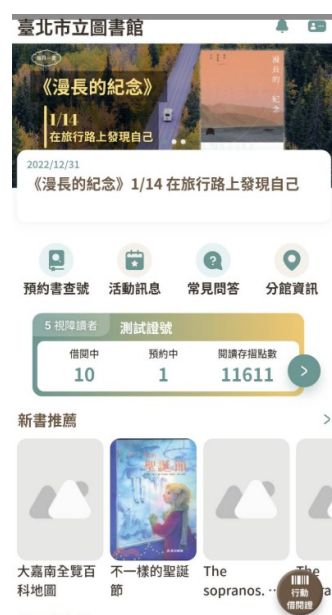 臺北市立圖書館
《漫長的紀念》
1/14
在旅行路上發現自己
漫長的
紀念
2022/12/31
《漫長的紀念》1/14 在旅行路上發現自己
預約書查號
活動訊息
常見問答
分館資訊
5 視障讀者
測試證號
借閱中
預約中
閱讀存摺點數
10
1
11611
新書推薦
聖誕節
大嘉南全覽百科地圖
不一樣的聖誕節
The sopranos. ‧‧
The
行動
借閱證